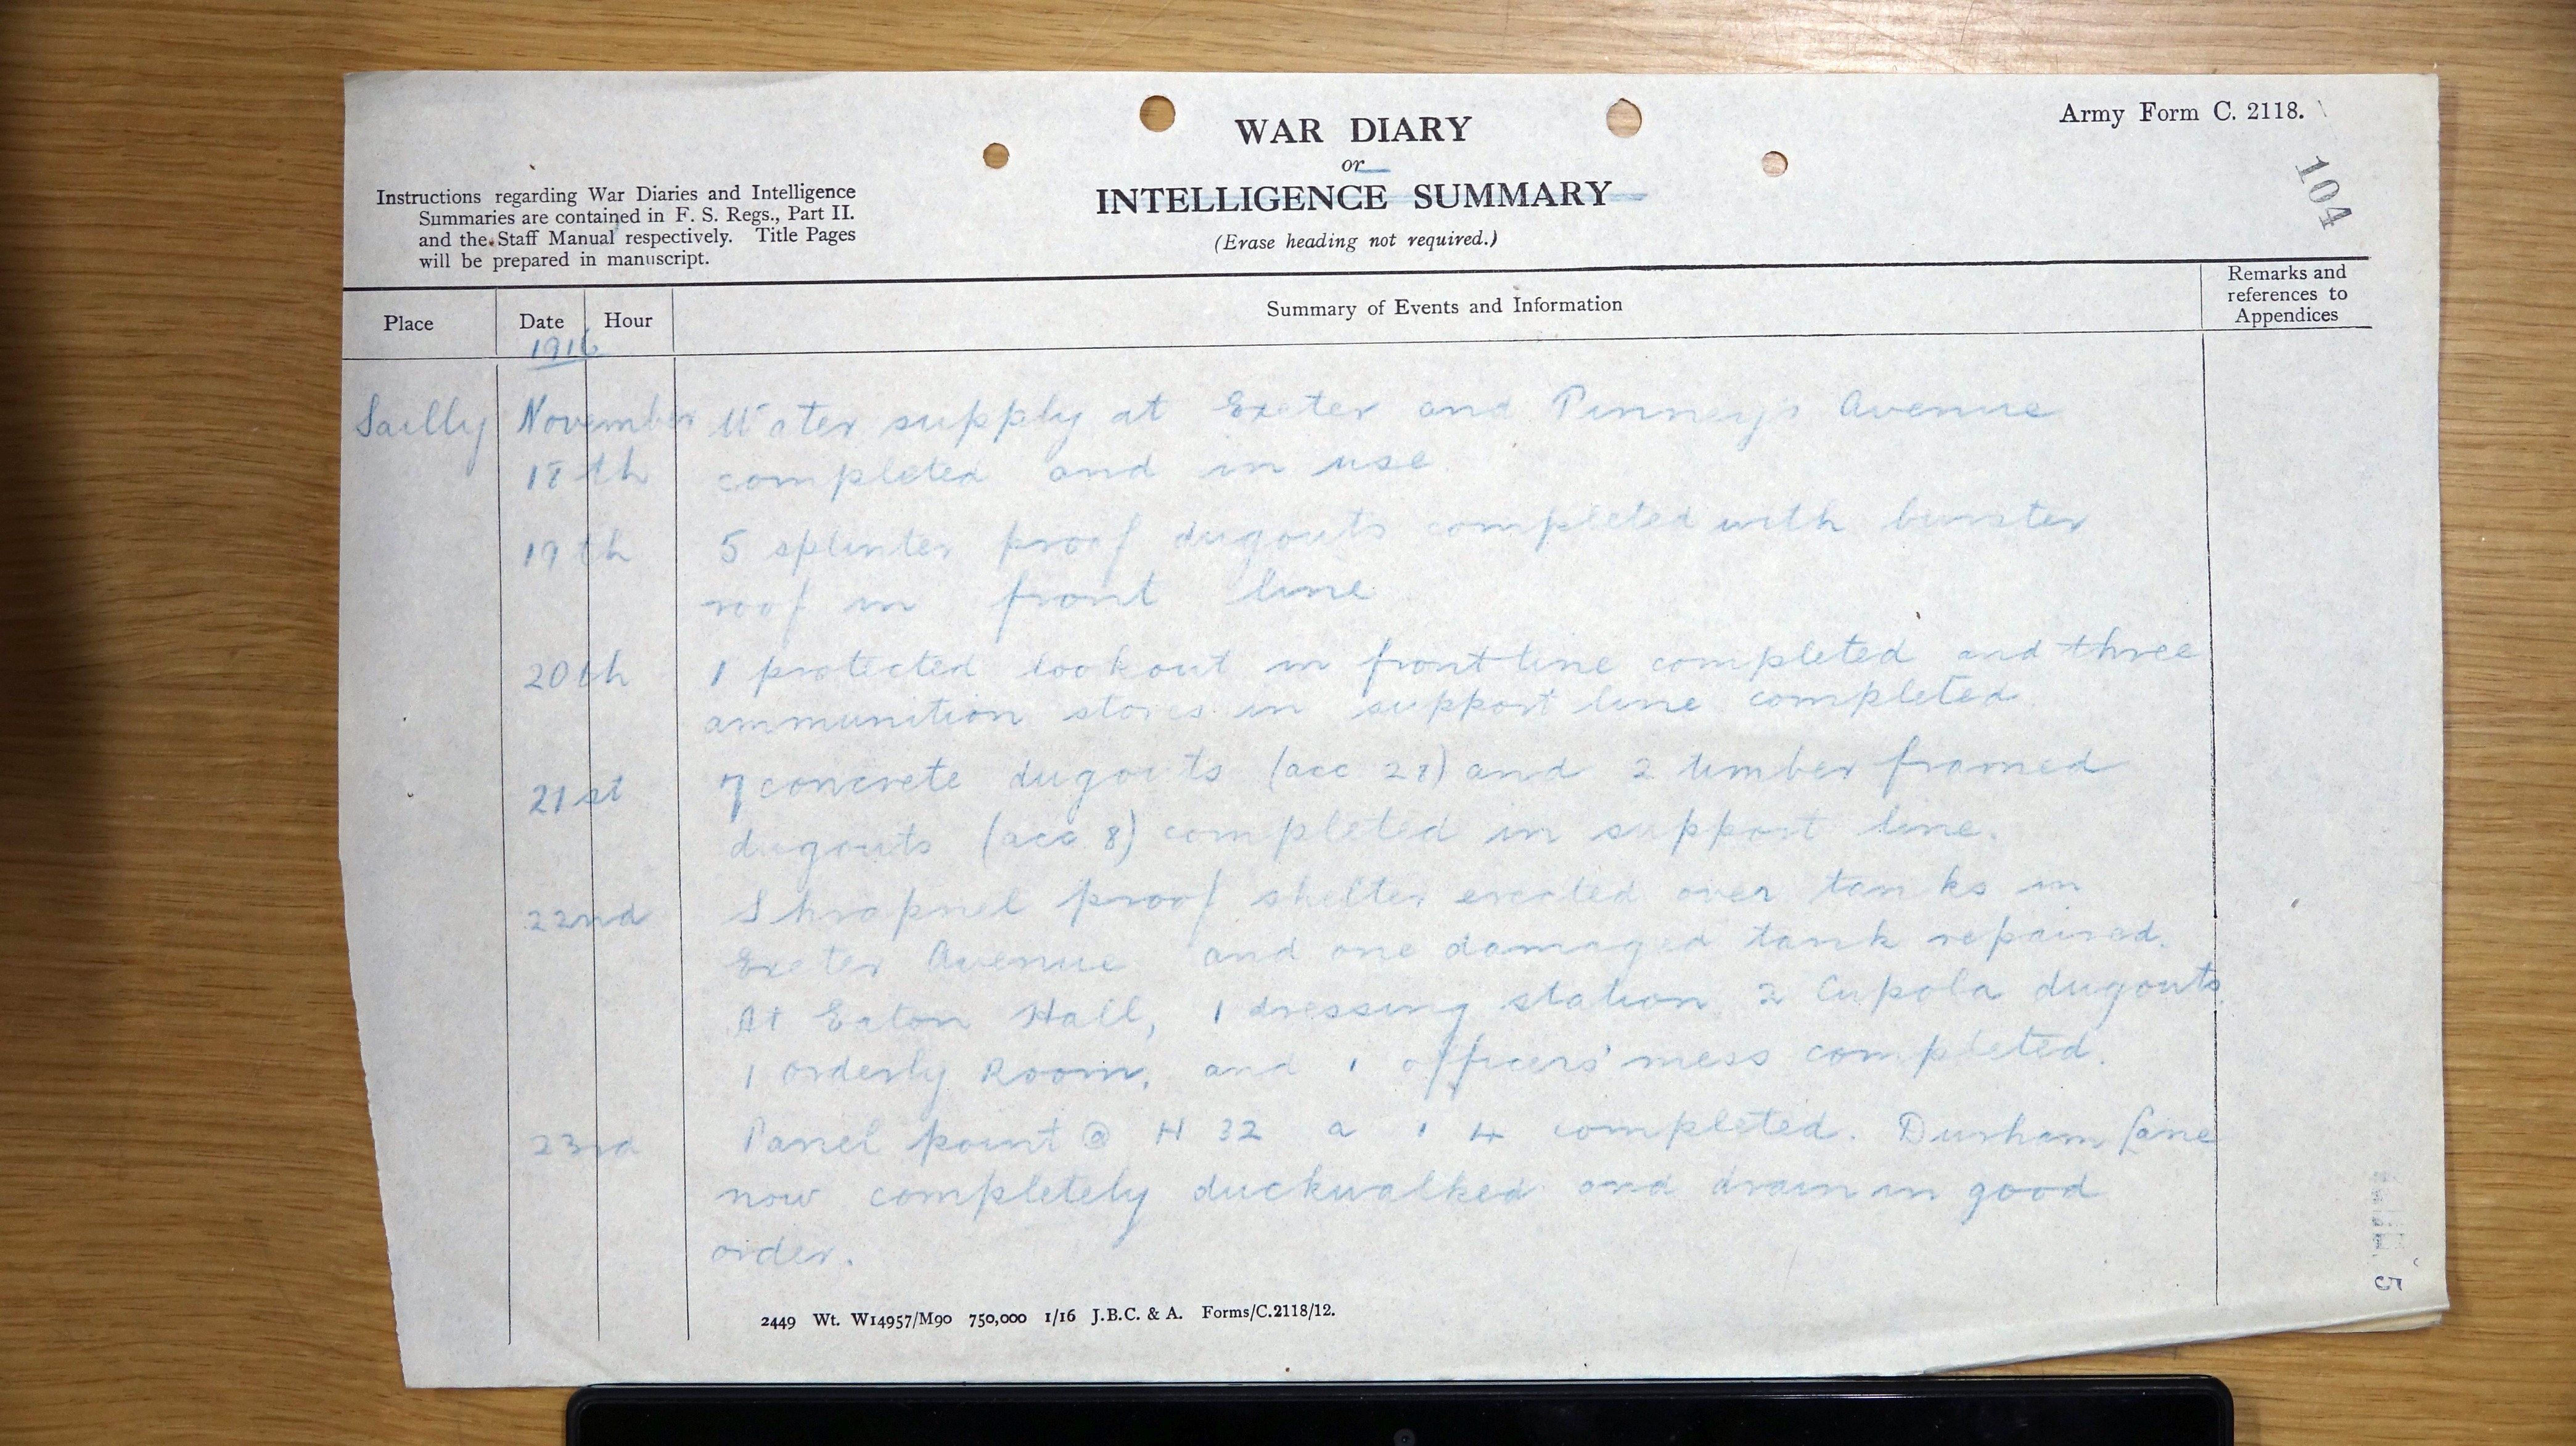 Army Form C. 2118.
104
WAR DIARY
or
INTELLIGENCE SUMMARY
(Erase heading not required.)
Instructions regarding War Diaries and Intelligence
Summaries are contained in F. S. Regs., Part II.
and the Staff Manual respectively. Title Pages
will be prepared in manuscript.
Place Date Hour Summary of Events and Information Remarks and references to Appendices
1916
Sailly November Water supply at Exeter and Pinney's Avenue
18th completed and in use
19th 5 splinter proof dugouts completed with burster
roof in front line
20th 1 protected lookout in front line completed and three
ammunition stores in support line completed.
21st 7 concrete dugouts (acc 28) and 2 timber framed
dugouts (acc 8) completed in support line.
22nd Shrapnel proof shelter erected over tanks in
Exeter Avenue and one damaged tank repaired.
At Eaton Hall, 1 dressing station 2 Cupola dugouts
1 orderly Room, and 1 officers' mess completed.
23rd Panel point @ H 32 a 1 4 completed. Durham Lane
now completely duckwalked and drain in good
order.
2449 Wt. W14957/M90 750,000 1/16 J.B.C. & A. Forms/C.2118/12.
5